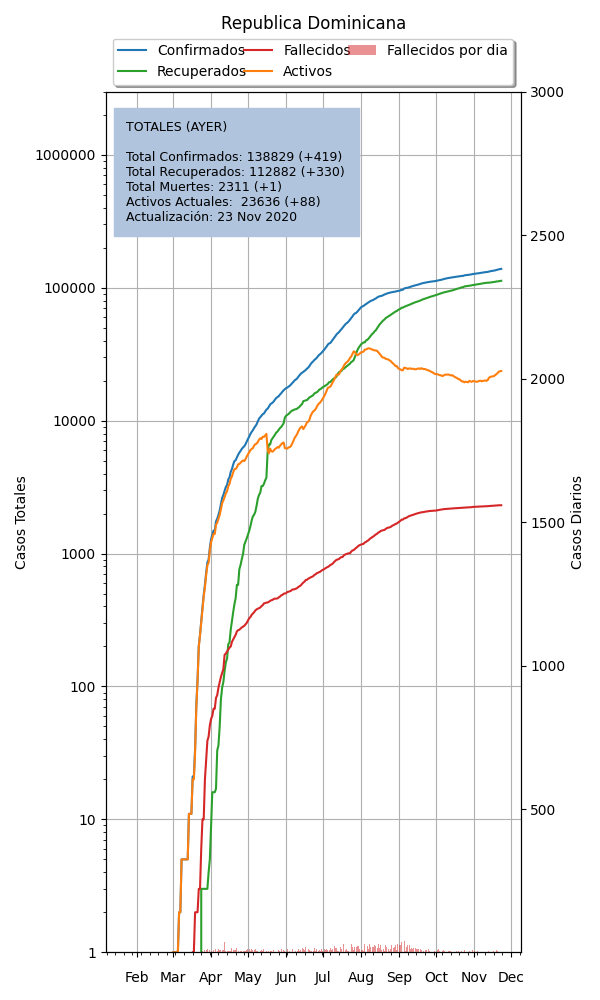 Republica Dominicana
Confirmados
Recuperados
Fallecidos
Activos
Fallecidos por dia
TOTALES (AYER)
Total Confirmados: 138829 (+419)
Total Recuperados: 112882 (+330)
Total Muertes: 2311 (+1)
Activos Actuales:  23636 (+88)
Actualización: 23 Nov 2020
Casos Totales
1000000
100000
10000
1000
100
10
1
3000
2500
2000
1500
1000
500
Casos Diarios
Feb Mar Apr May Jun Jul Aug Sep Oct Nov Dec